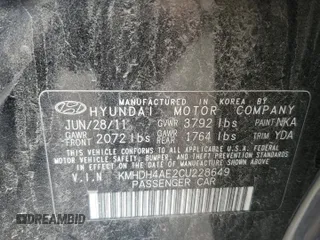 MANUFACTURED IN KOREA BY
HYUNDAI MOTOR COMPANY
JUN/28/11 GVWR 3792 lbs PAINT NKA
GAWR FRONT 2072 lbs GAWR REAR 1764 lbs TRIM YDA
THIS VEHICLE CONFORMS TO ALL APPLICABLE
U.S. FEDERAL MOTOR VEHICLE SAFETY, BUMPER,
AND THEFT PREVENTION STANDARDS IN EFFECT ON
THE DATE OF MANUFACTURE SHOWN ABOVE.
V.I.N KMHDH4AE2CU228649
PASSENGER CAR
DREAMBID